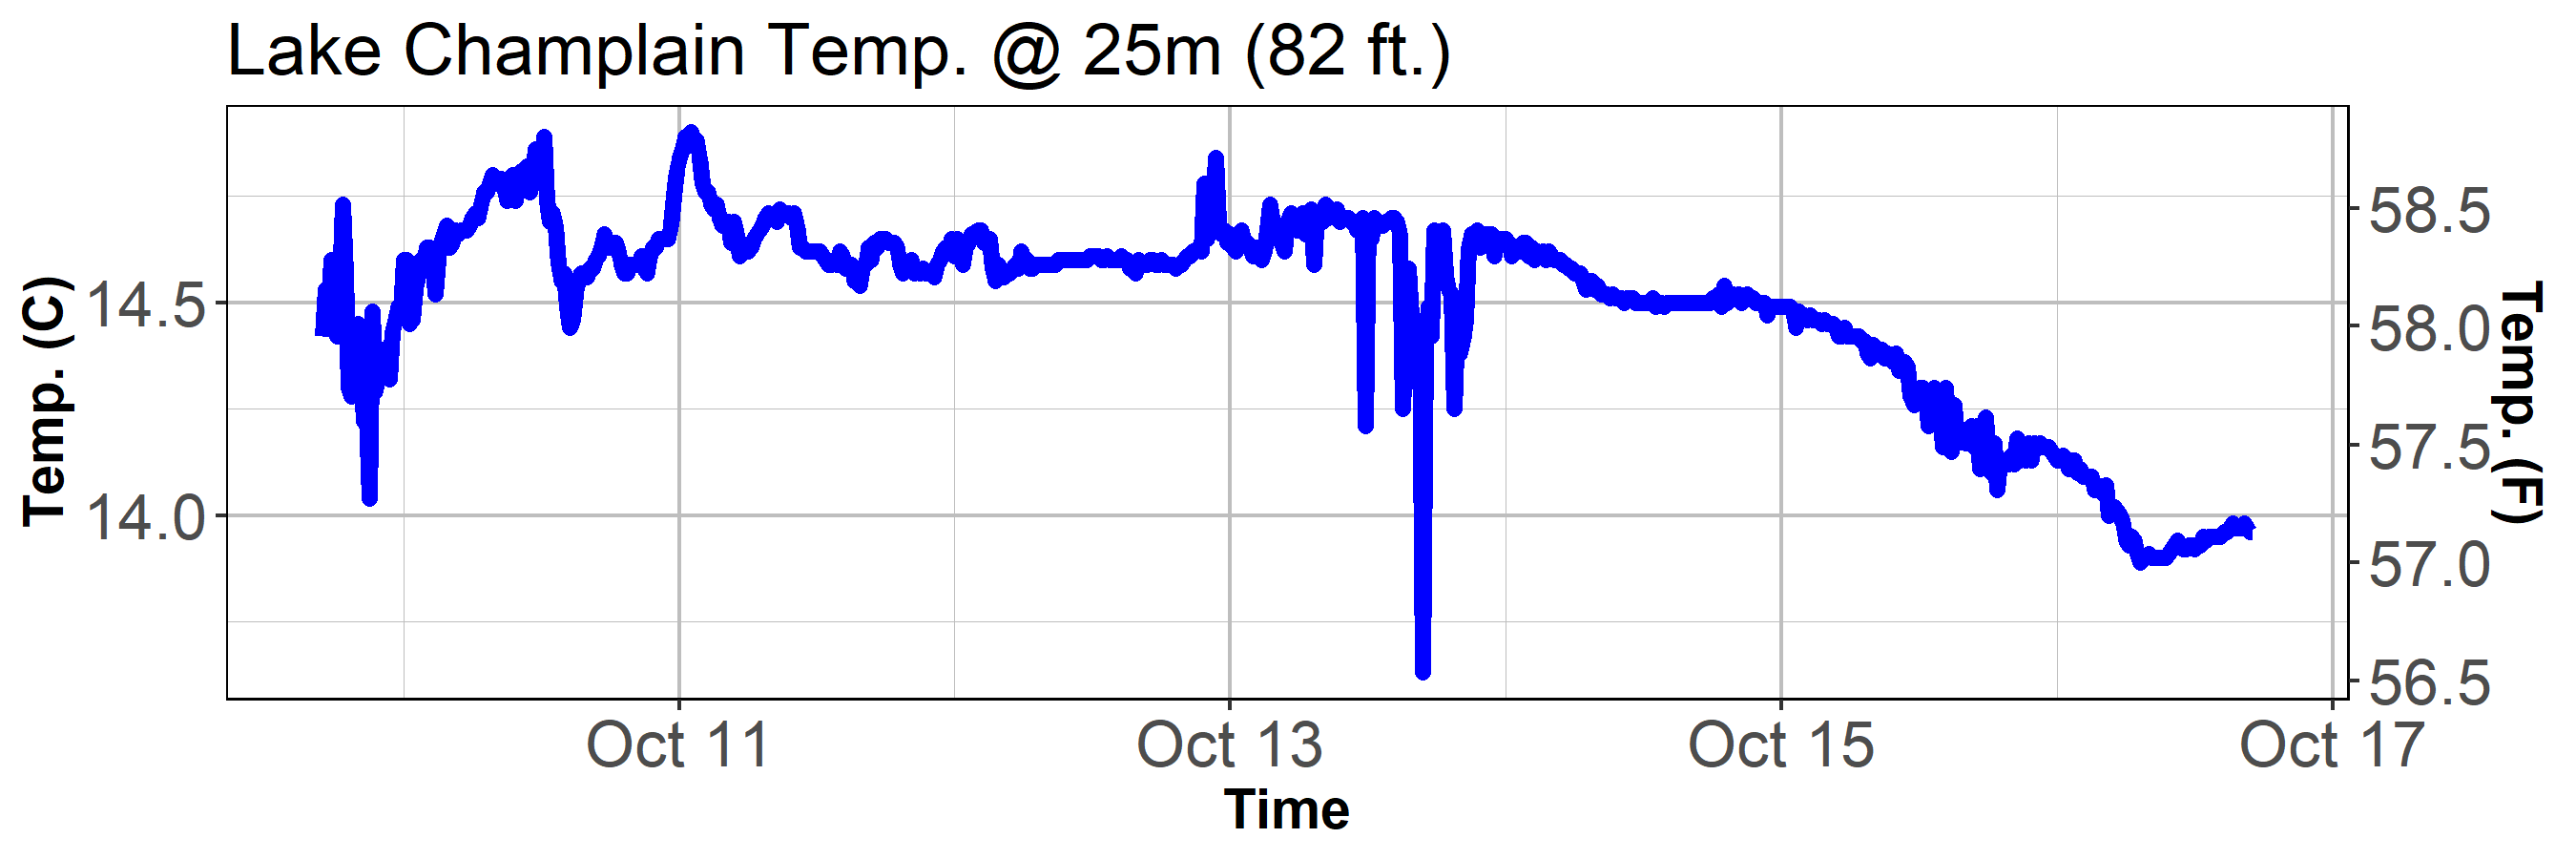 Lake Champlain Temp. @ 25m (82 ft.)
Temp. (C)
14.5
14.0
58.5
58.0
57.5
57.0
56.5
Temp. (F)
Oct 11
Oct 13
Oct 15
Oct 17
Time